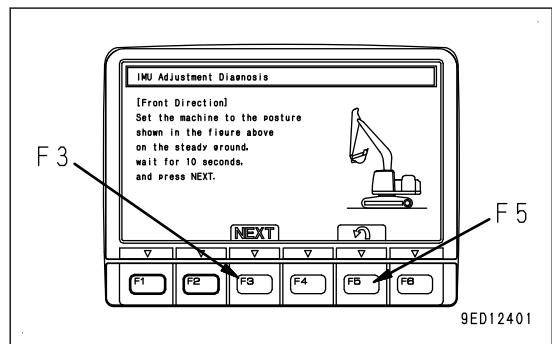 IMU Adjustment Diagnosis
[Front Direction]
Set the machine to the posture
shown in the figure above
on the steady ground,
wait for 10 seconds,
and press NEXT.
F3
F5
NEXT
F1 F2 F3 F4 F5 F6
9ED12401